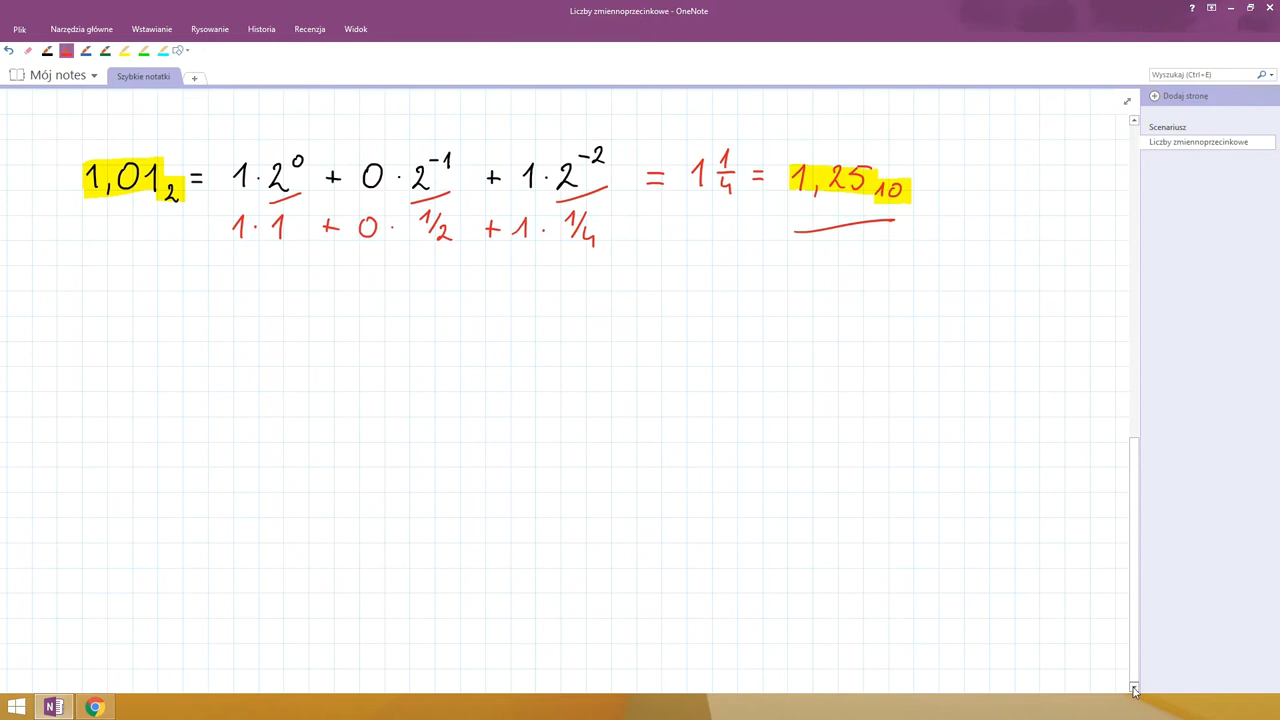 Liczby zmiennoprzecinkowe - OneNote
Plik Narzędzia główne Wstawianie Rysowanie Historia Recenzja Widok
Mój notes Szybkie notatki Wyszukaj (Ctrl+E)
Dodaj stronę
Scenariusz
Liczby zmiennoprzecinkowe
1,01₂ = 1·2⁰ + 0·2⁻¹ + 1·2⁻² = 1 1/4 = 1,25₁₀
1·1 + 0·1/2 + 1·1/4